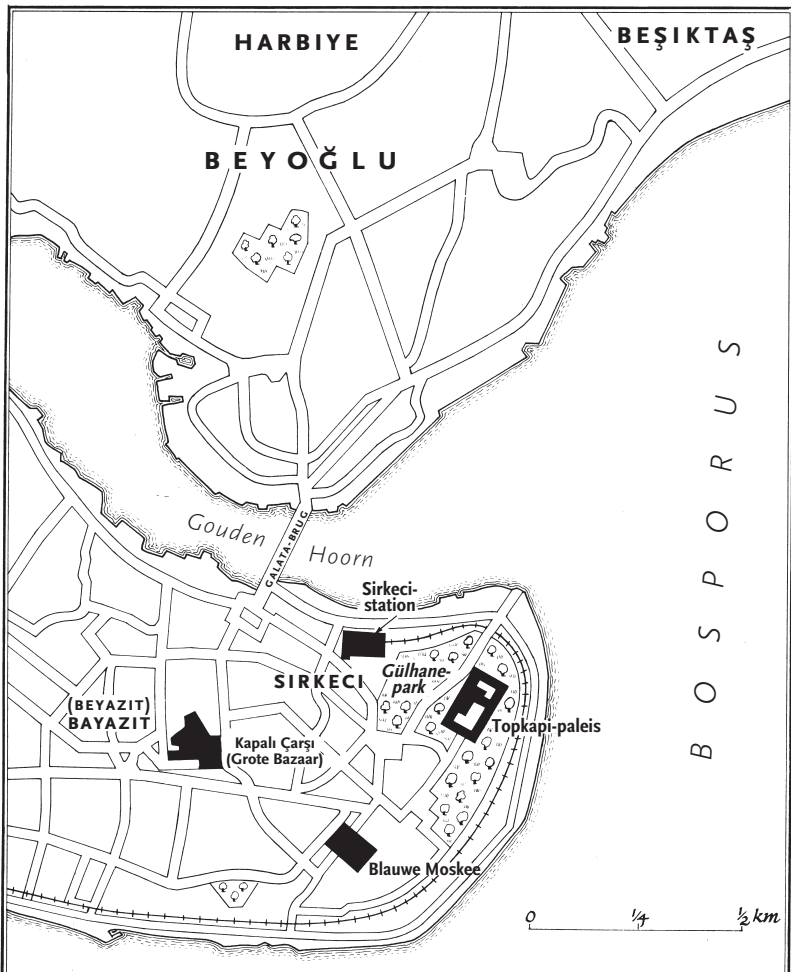 HARBIYE
BEŞIKTAŞ
BEYOĞLU
BOSPORUS
Gouden
Hoorn
GALATA-BRUG
Sirkeci-
station
SIRKECI
Gülhane-
park
(BEYAZIT)
BAYAZIT
Topkapi-paleis
Kapalı Çarşı
(Grote Bazaar)
Blauwe Moskee
0 1/4 1/2 km